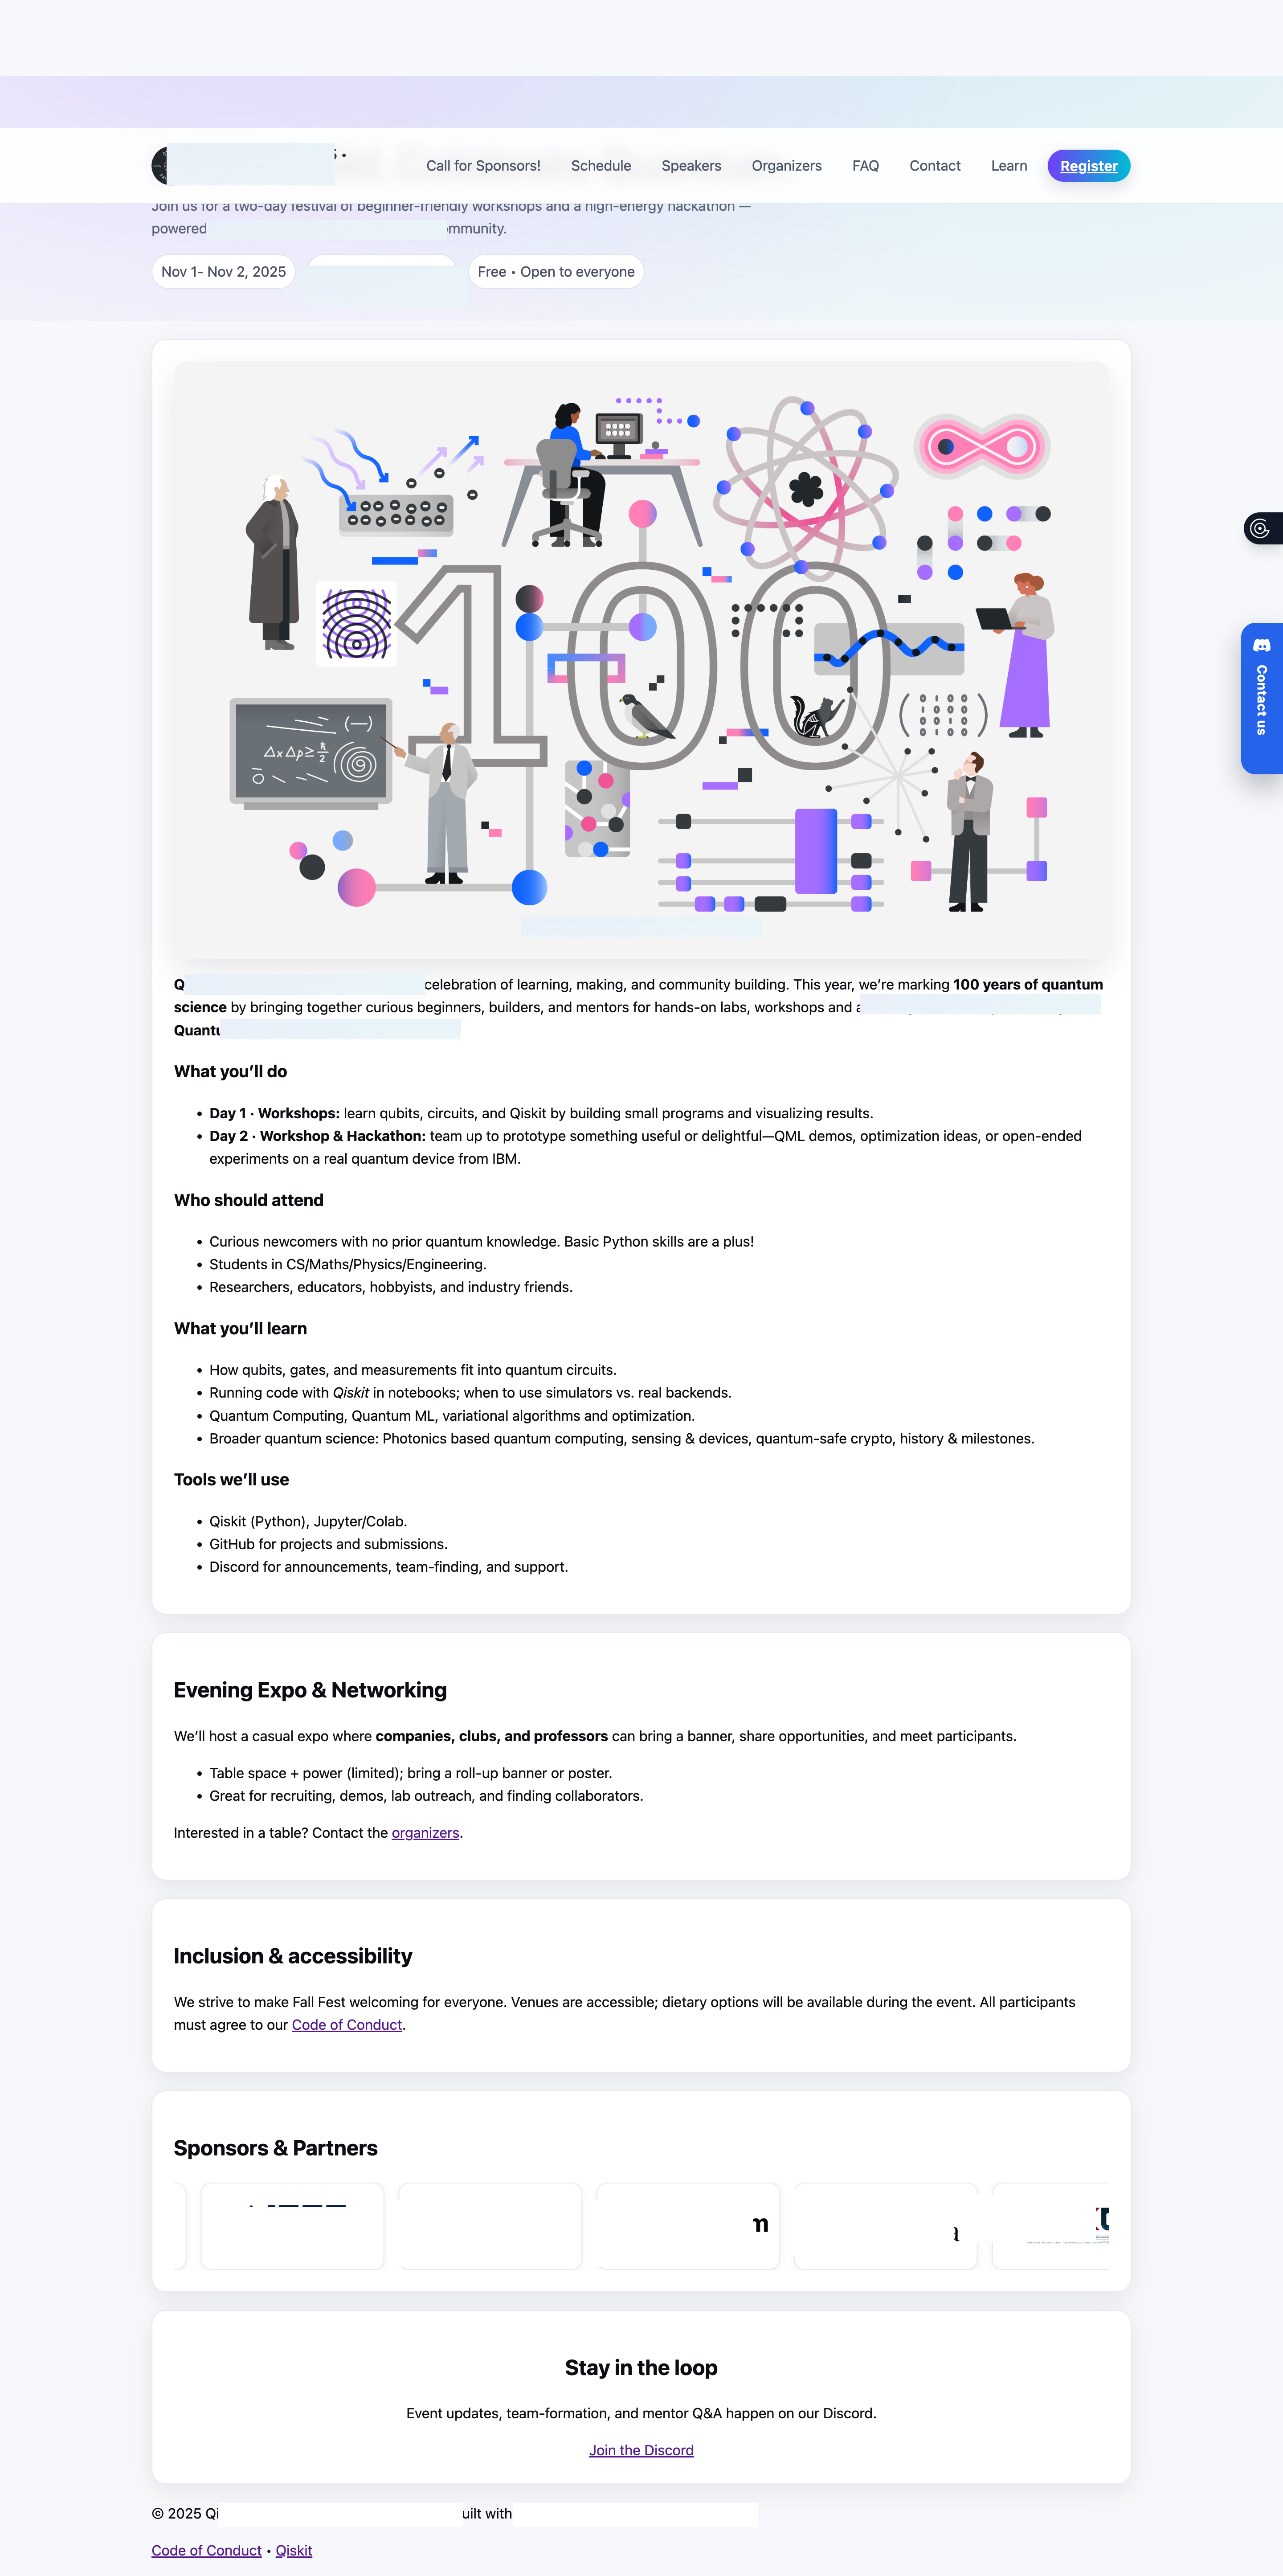 Call for Sponsors! Schedule Speakers Organizers FAQ Contact Learn Register
Join us for a two-day festival of beginner-friendly workshops and a high-energy hackathon —
powered mmunity.
Nov 1- Nov 2, 2025 Free • Open to everyone
Contact us
100
Δx Δp ≥ ħ/2
celebration of learning, making, and community building. This year, we’re marking 100 years of quantum
science by bringing together curious beginners, builders, and mentors for hands-on labs, workshops and
What you’ll do
• Day 1 · Workshops: learn qubits, circuits, and Qiskit by building small programs and visualizing results.
• Day 2 · Workshop & Hackathon: team up to prototype something useful or delightful—QML demos, optimization ideas, or open-ended
experiments on a real quantum device from IBM.
Who should attend
• Curious newcomers with no prior quantum knowledge. Basic Python skills are a plus!
• Students in CS/Maths/Physics/Engineering.
• Researchers, educators, hobbyists, and industry friends.
What you’ll learn
• How qubits, gates, and measurements fit into quantum circuits.
• Running code with Qiskit in notebooks; when to use simulators vs. real backends.
• Quantum Computing, Quantum ML, variational algorithms and optimization.
• Broader quantum science: Photonics based quantum computing, sensing & devices, quantum-safe crypto, history & milestones.
Tools we’ll use
• Qiskit (Python), Jupyter/Colab.
• GitHub for projects and submissions.
• Discord for announcements, team-finding, and support.
Evening Expo & Networking
We’ll host a casual expo where companies, clubs, and professors can bring a banner, share opportunities, and meet participants.
• Table space + power (limited); bring a roll-up banner or poster.
• Great for recruiting, demos, lab outreach, and finding collaborators.
Interested in a table? Contact the organizers.
Inclusion & accessibility
We strive to make Fall Fest welcoming for everyone. Venues are accessible; dietary options will be available during the event. All participants
must agree to our Code of Conduct.
Sponsors & Partners
Stay in the loop
Event updates, team-formation, and mentor Q&A happen on our Discord.
Join the Discord
© 2025 Qi uilt with
Code of Conduct • Qiskit